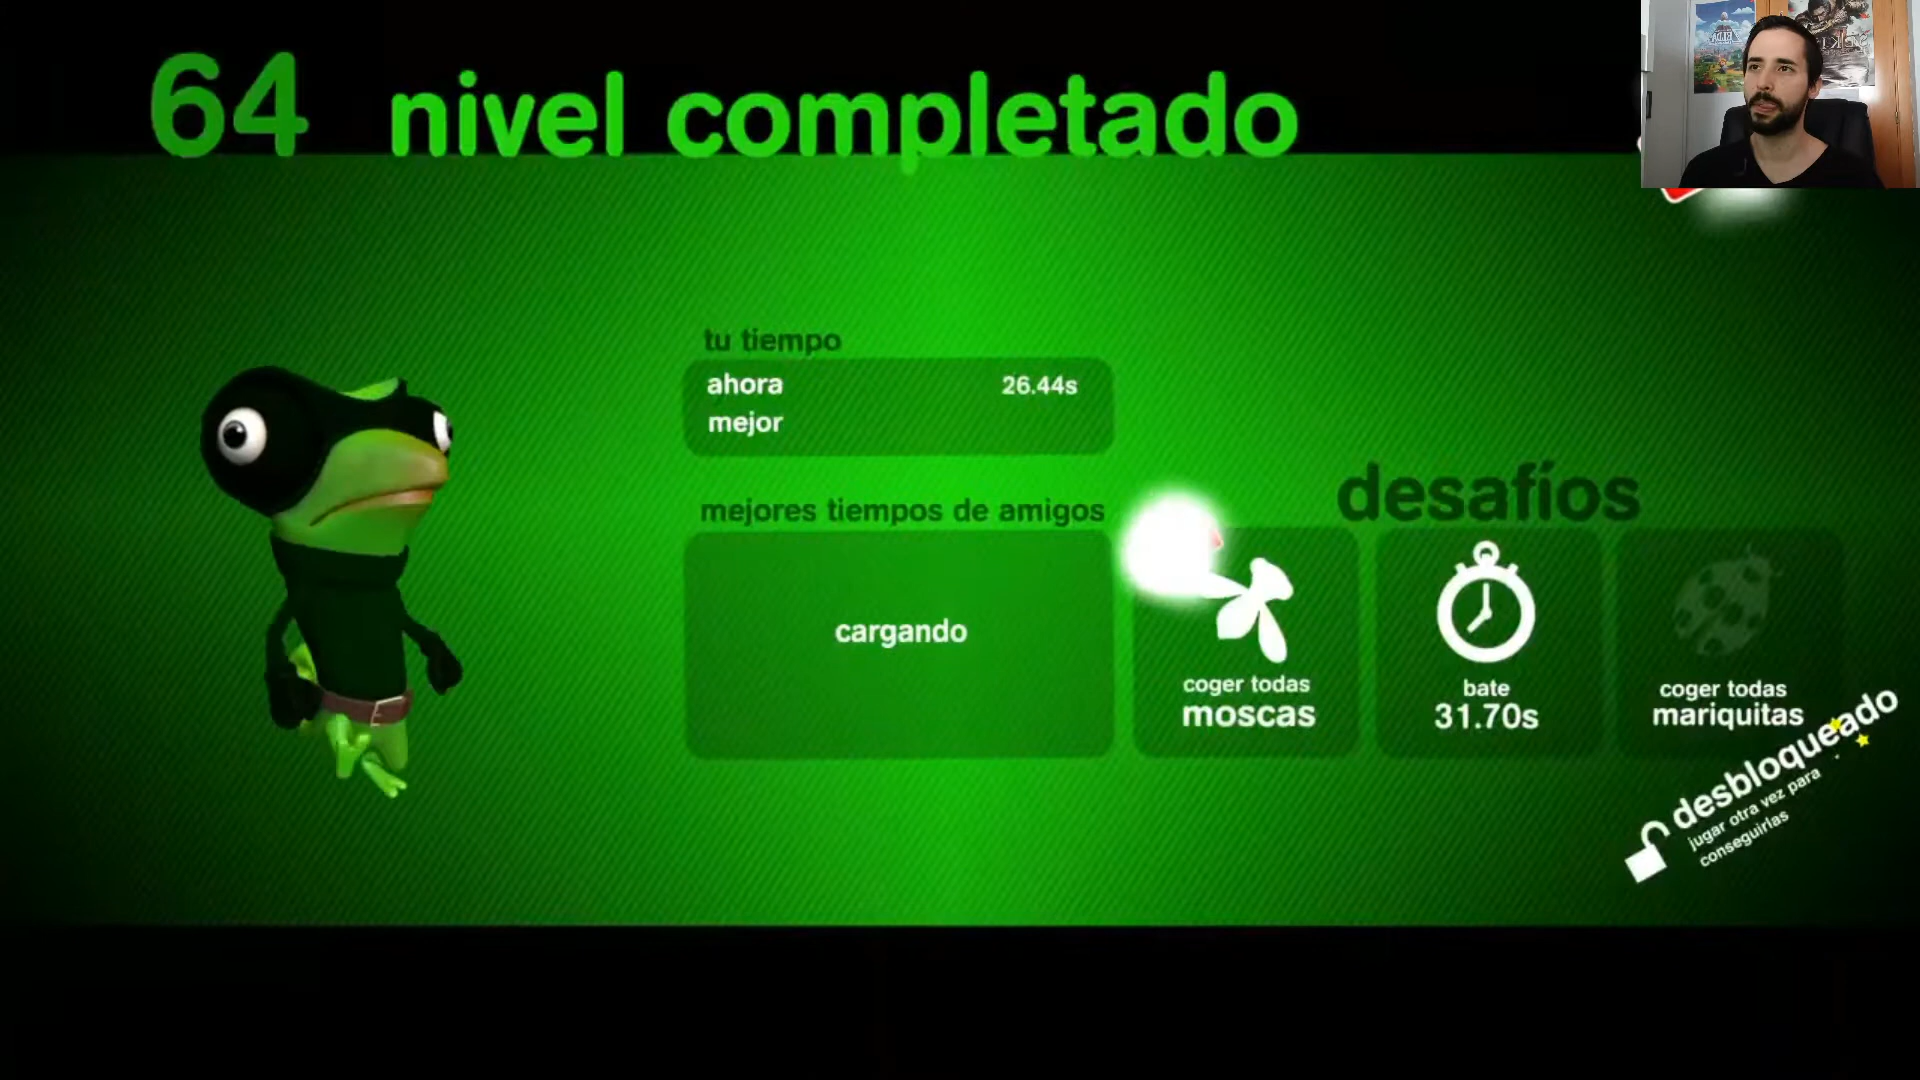 64 nivel completado
tu tiempo
ahora 26.44s
mejor
mejores tiempos de amigos
cargando
desafíos
coger todas
moscas
bate
31.70s
coger todas
mariquitas
desbloqueado
jugar otra vez para
conseguirlas